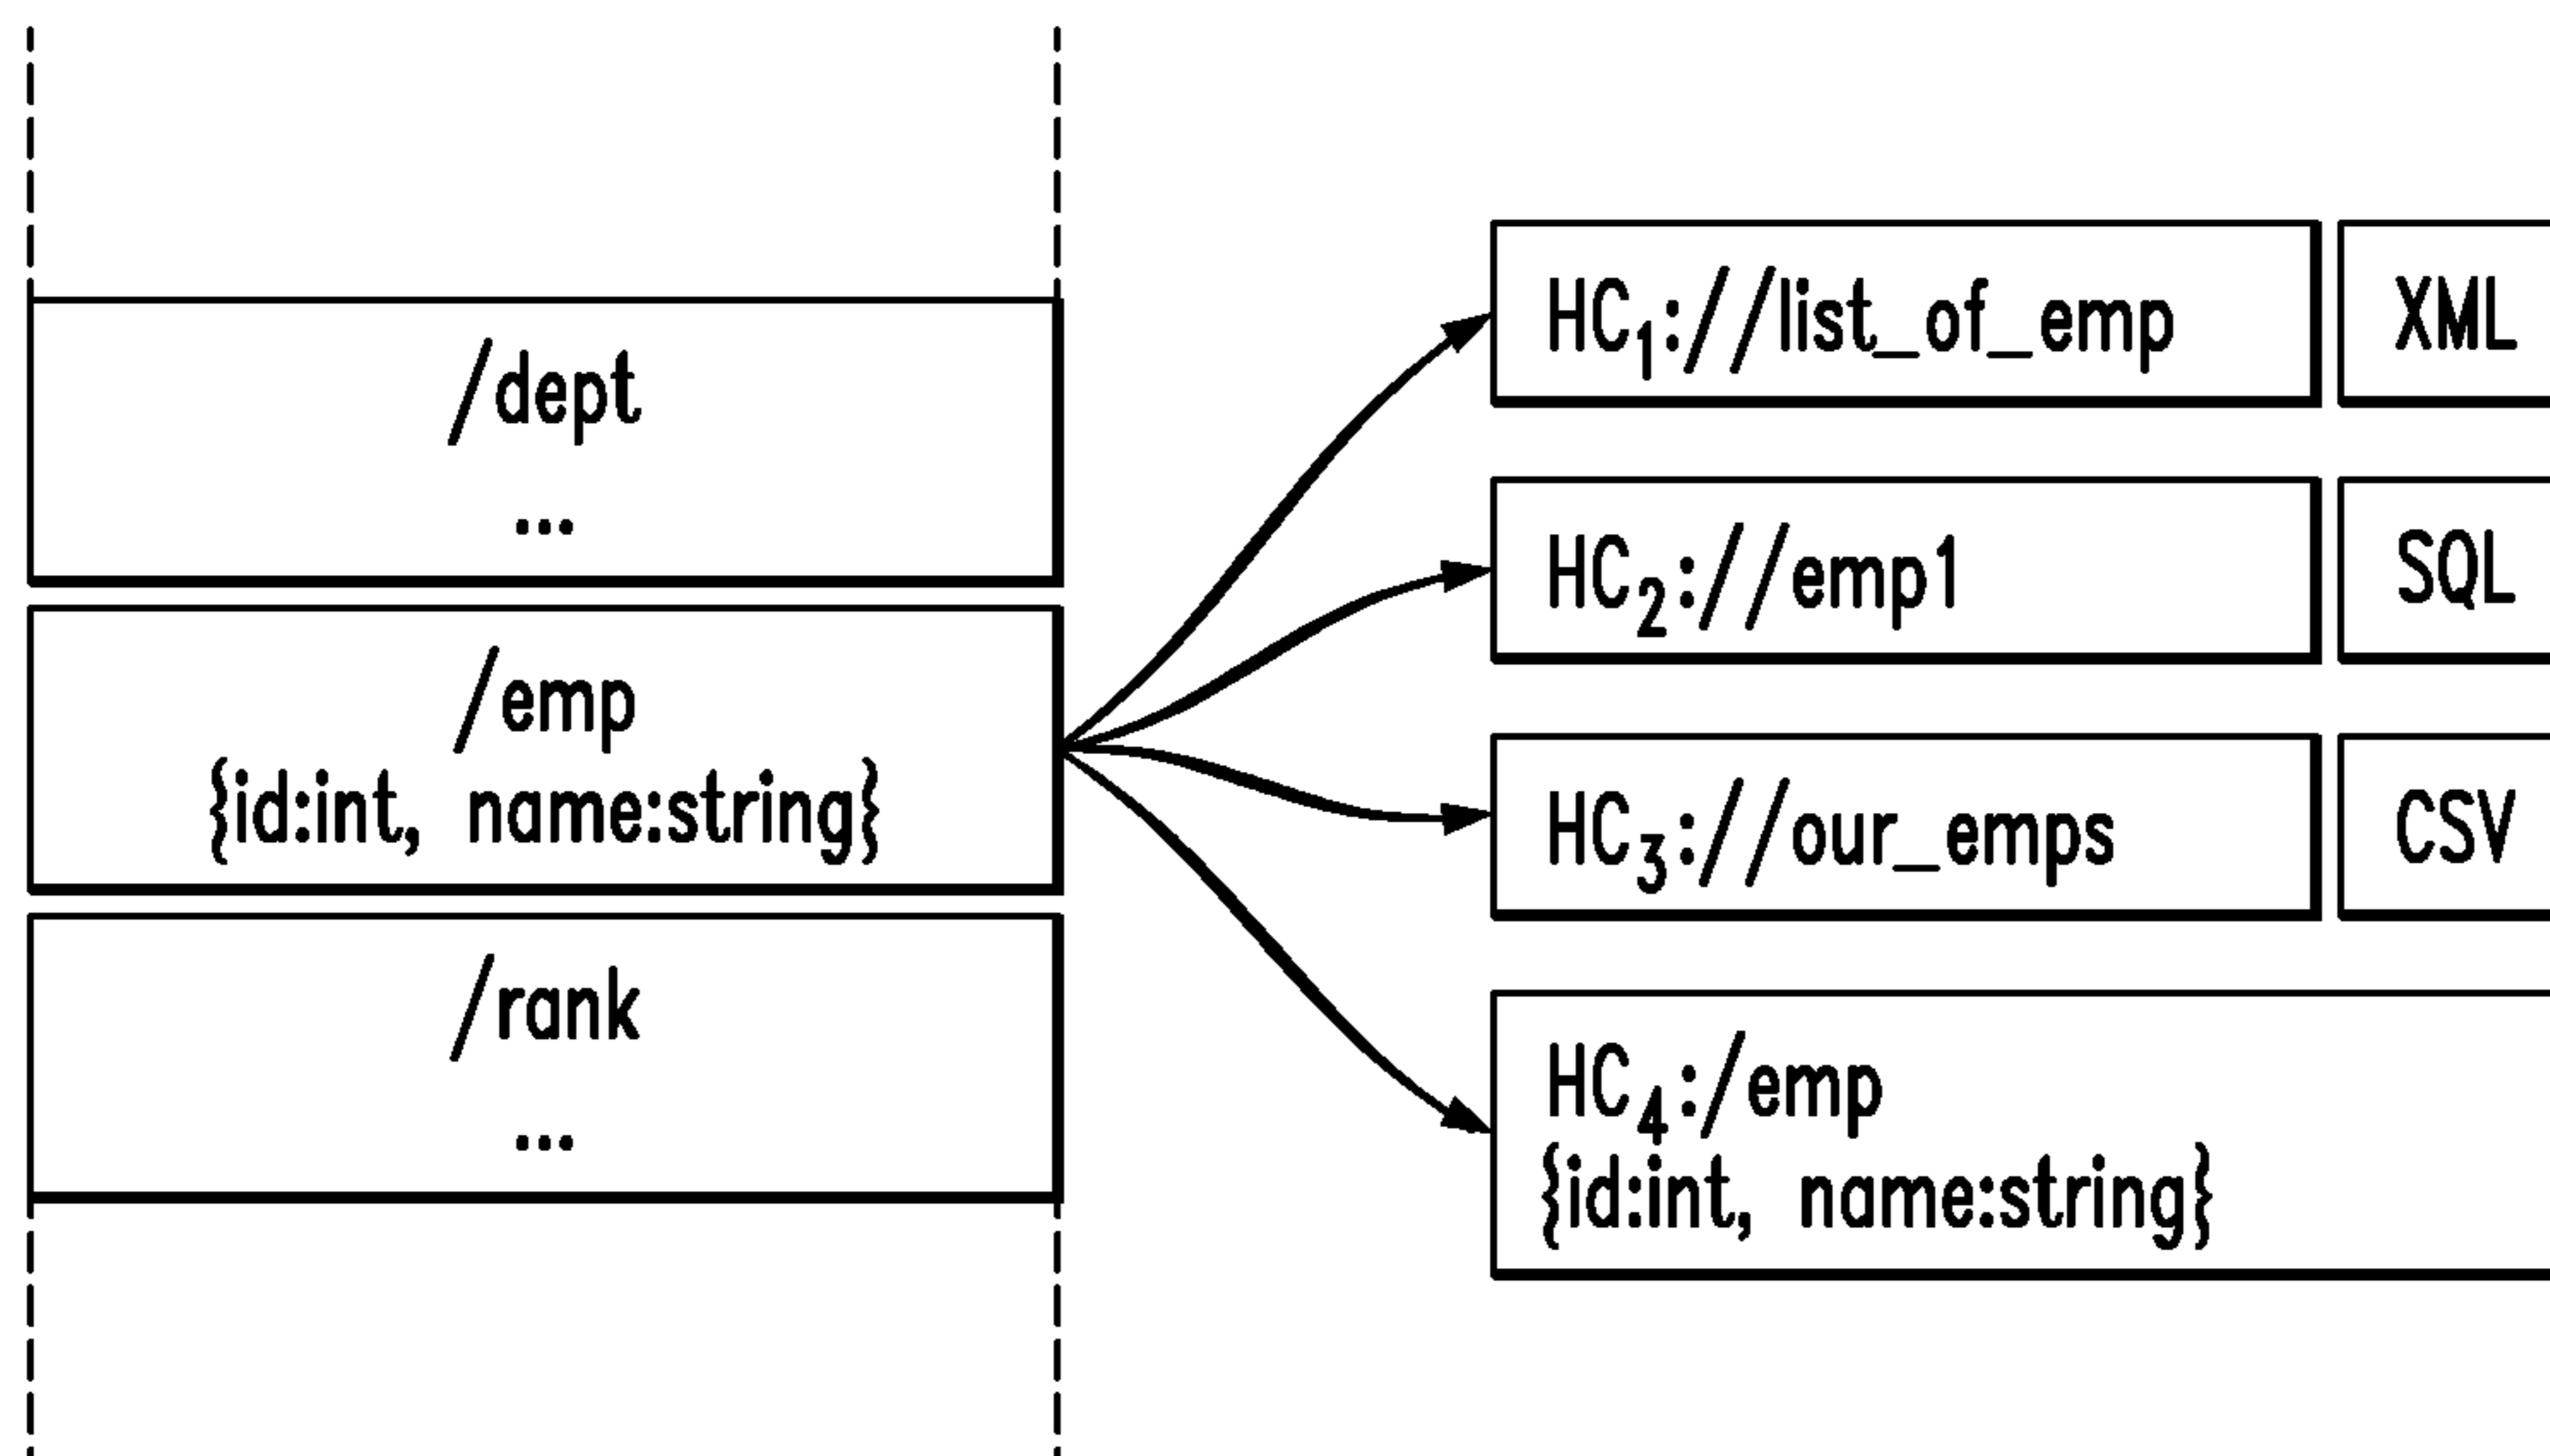 /dept
...
/emp
{id:int, name:string}
/rank
...
HC₁://list_of_emp
XML
HC₂://emp1
SQL
HC₃://our_emps
CSV
HC₄:/emp
{id:int, name:string}